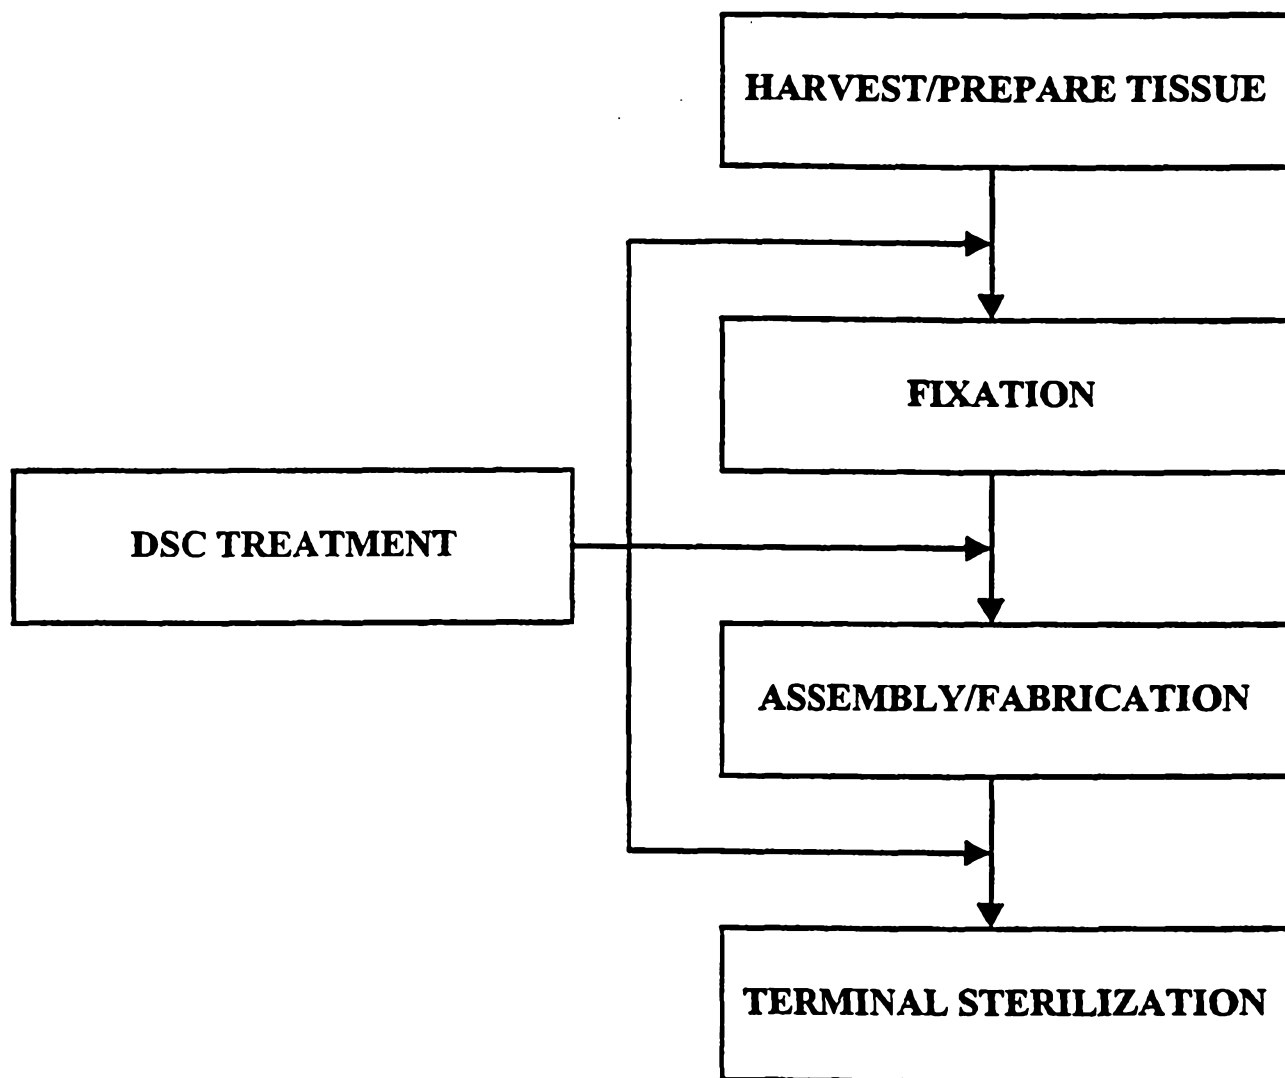 HARVEST/PREPARE TISSUE
FIXATION
DSC TREATMENT
ASSEMBLY/FABRICATION
TERMINAL STERILIZATION